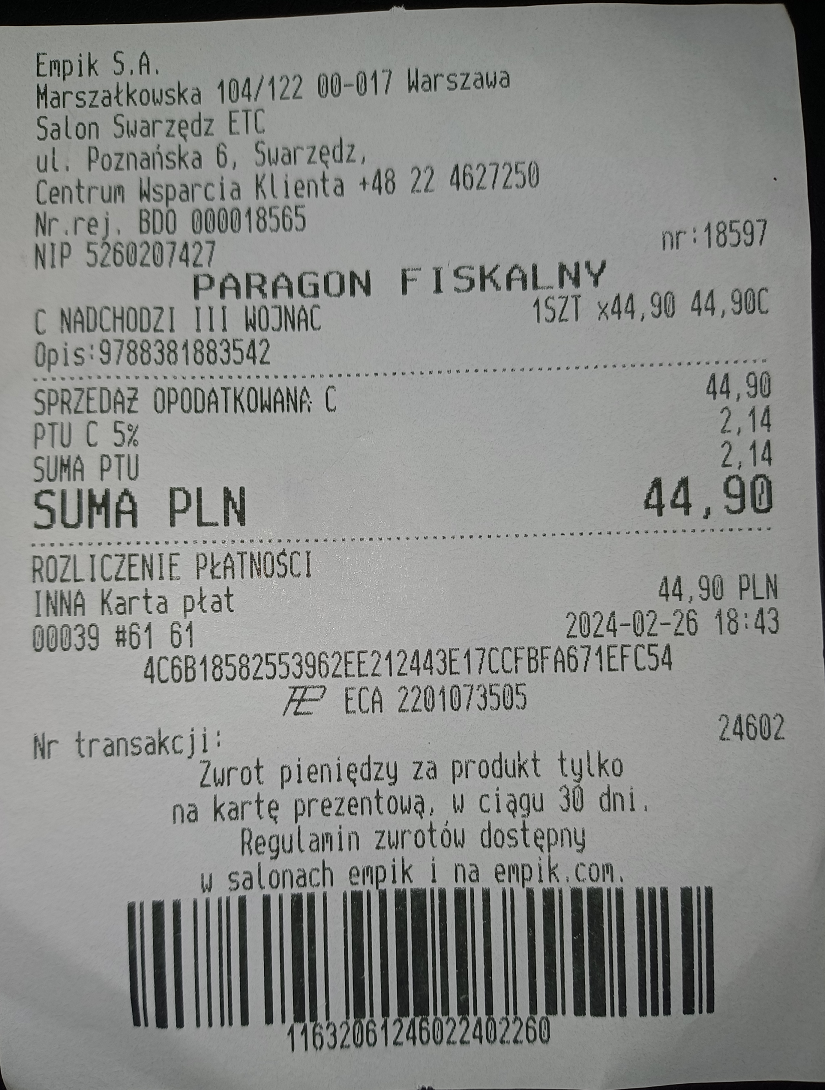 Empik S.A.
Marszałkowska 104/122 00-017 Warszawa
Salon Swarzędz ETC
ul. Poznańska 6, Swarzędz,
Centrum Wsparcia Klienta +48 22 4627250
Nr.rej. BDO 000018565
NIP 5260207427 nr:18597
PARAGON FISKALNY
C NADCHODZI III WOJNAC 1SZT x44,90 44,90C
Opis:9788381883542
SPRZEDAŻ OPODATKOWANA C 44,90
PTU C 5% 2,14
SUMA PTU 2,14
SUMA PLN 44,90
ROZLICZENIE PŁATNOŚCI
INNA Karta płat 44,90 PLN
00039 #61 61 2024-02-26 18:43
4C6B18582553962EE212443E17CCFBFA671EFC54
ECA 2201073505
Nr transakcji: 24602
Zwrot pieniędzy za produkt tylko
na kartę prezentową, w ciągu 30 dni.
Regulamin zwrotów dostępny
w salonach empik i na empik.com.
11632061246022402260